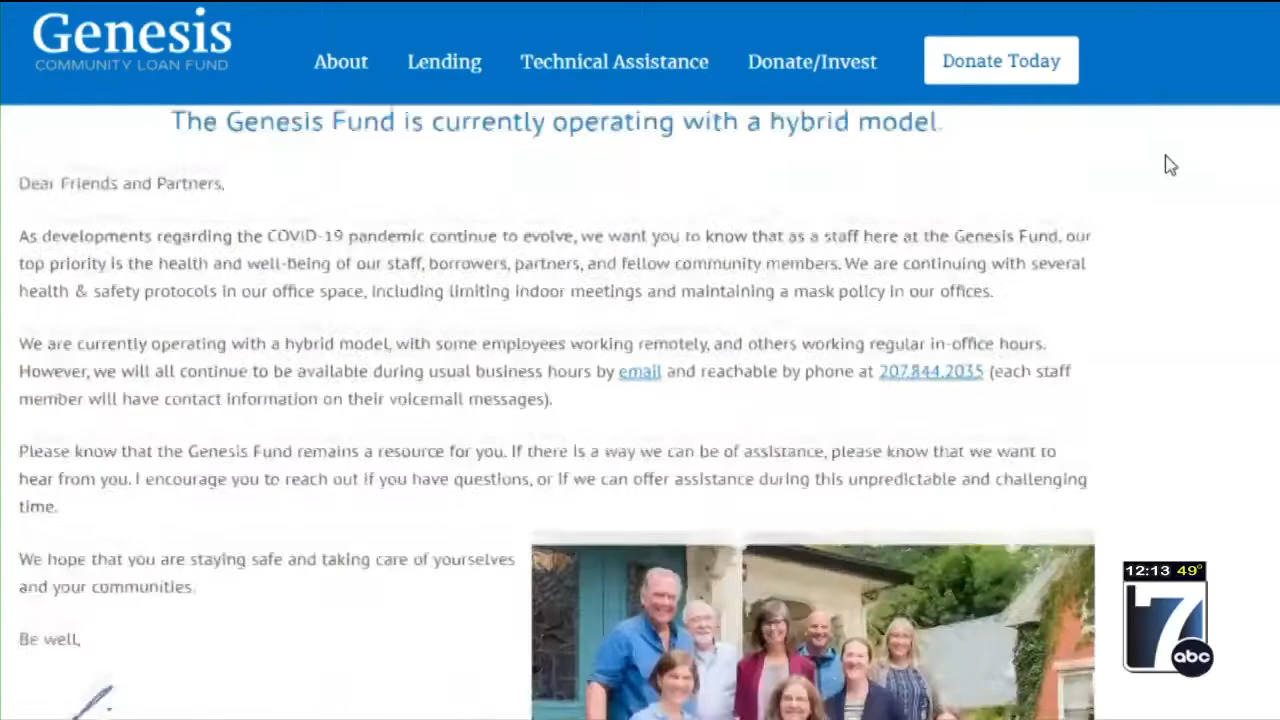 Genesis
COMMUNITY LOAN FUND
About
Lending
Technical Assistance
Donate/Invest
Donate Today
The Genesis Fund is currently operating with a hybrid model.
Dear Friends and Partners,
As developments regarding the COVID-19 pandemic continue to evolve, we want you to know that as a staff here at the Genesis Fund, our
top priority is the health and well-being of our staff, borrowers, partners, and fellow community members. We are continuing with several
health & safety protocols in our office space, including limiting indoor meetings and maintaining a mask policy in our offices.
We are currently operating with a hybrid model, with some employees working remotely, and others working regular in-office hours.
However, we will all continue to be available during usual business hours by email and reachable by phone at 207.844.2035 (each staff
member will have contact information on their voicemail messages).
Please know that the Genesis Fund remains a resource for you. If there is a way we can be of assistance, please know that we want to
hear from you. I encourage you to reach out if you have questions, or if we can offer assistance during this unpredictable and challenging
time.
We hope that you are staying safe and taking care of yourselves
and your communities.
Be well,
12:13 49°
7
abc